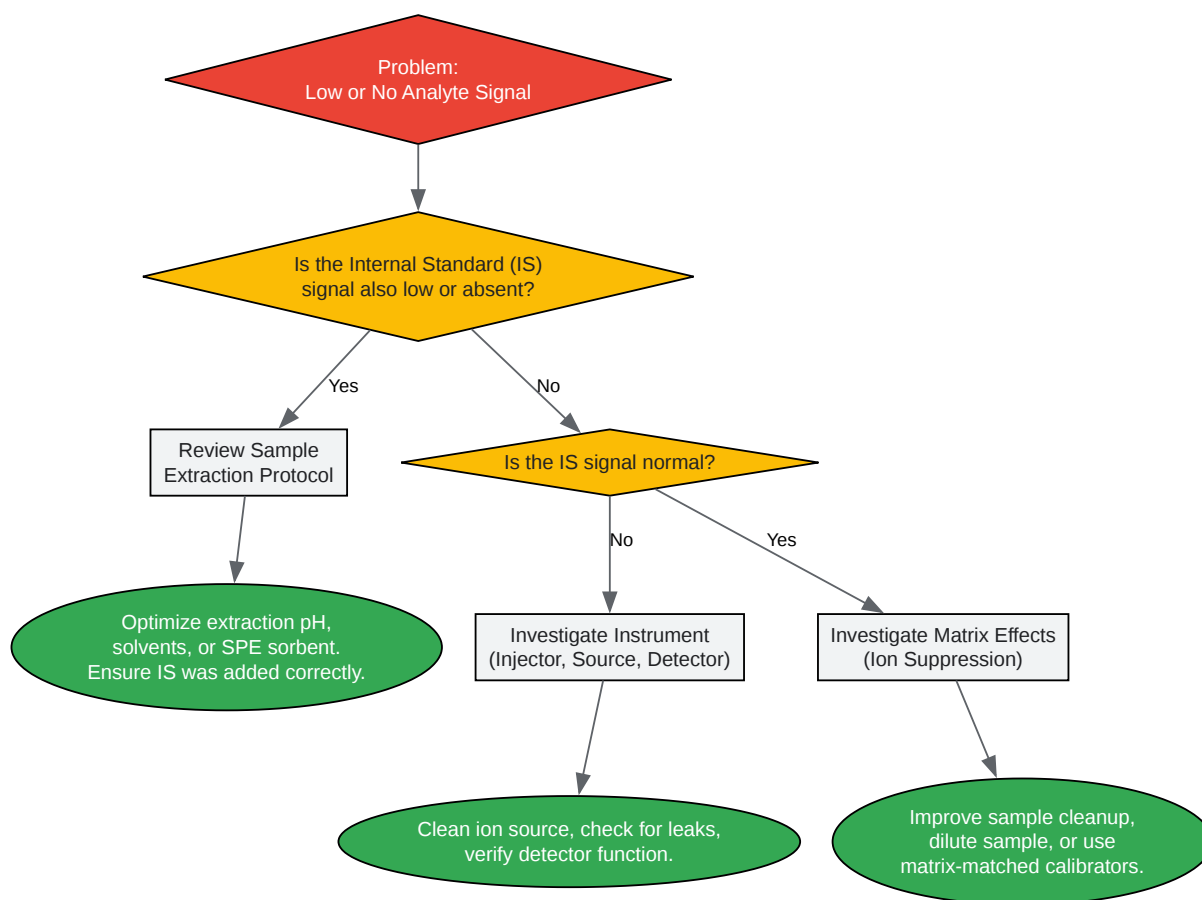 Problem:
Low or No Analyte Signal
Is the Internal Standard (IS)
signal also low or absent?
Yes
No
Review Sample
Extraction Protocol
Is the IS signal normal?
No
Yes
Optimize extraction pH,
solvents, or SPE sorbent.
Ensure IS was added correctly.
Investigate Instrument
(Injector, Source, Detector)
Investigate Matrix Effects
(Ion Suppression)
Clean ion source, check for leaks,
verify detector function.
Improve sample cleanup,
dilute sample, or use
matrix-matched calibrators.